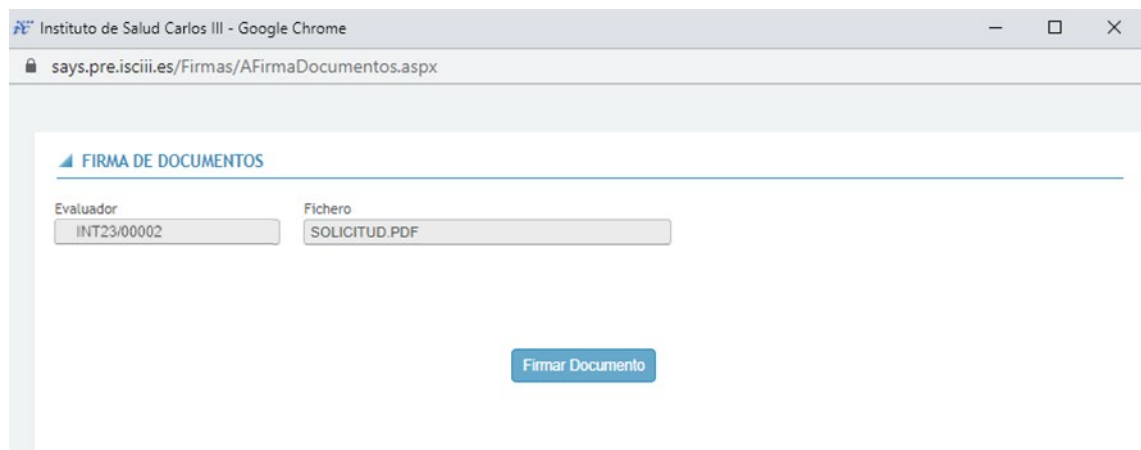 Instituto de Salud Carlos III - Google Chrome
says.pre.isciii.es/Firmas/AFirmaDocumentos.aspx
FIRMA DE DOCUMENTOS
Evaluador Fichero
INT23/00002 SOLICITUD.PDF
Firmar Documento